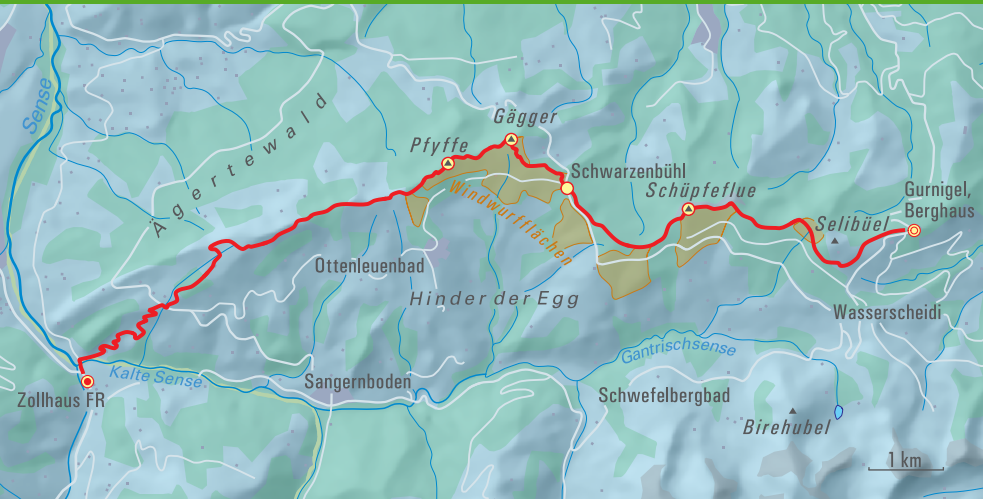 Sense
Ägertewald
Gägger
Pfyffe
Schwarzenbühl
Schüpfeflue
Gurnigel,
Berghaus
Windwurfflächen
Selibüel
Ottenleuenbad
Hinder der Egg
Wasserscheidi
Gantrischsense
Kalte Sense
Sangernboden
Zollhaus FR
Schwefelbergbad
Birehubel
1 km